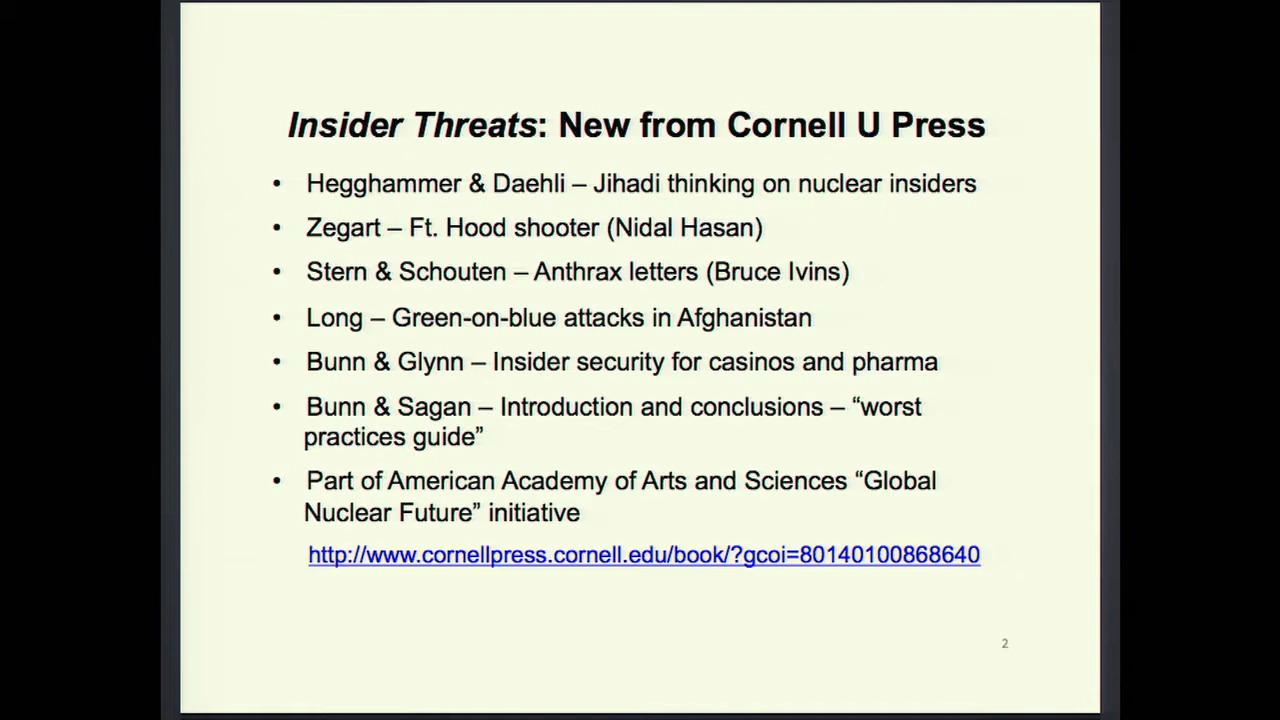 Insider Threats: New from Cornell U Press
• Hegghammer & Daehli – Jihadi thinking on nuclear insiders
• Zegart – Ft. Hood shooter (Nidal Hasan)
• Stern & Schouten – Anthrax letters (Bruce Ivins)
• Long – Green-on-blue attacks in Afghanistan
• Bunn & Glynn – Insider security for casinos and pharma
• Bunn & Sagan – Introduction and conclusions – “worst
practices guide”
• Part of American Academy of Arts and Sciences “Global
Nuclear Future” initiative
http://www.cornellpress.cornell.edu/book/?gcoi=80140100868640
2